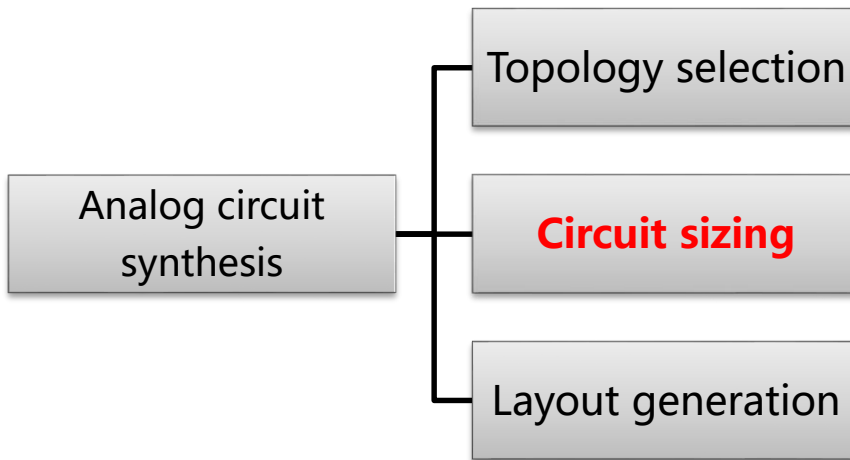 Topology selection
Analog circuit
synthesis
Circuit sizing
Layout generation